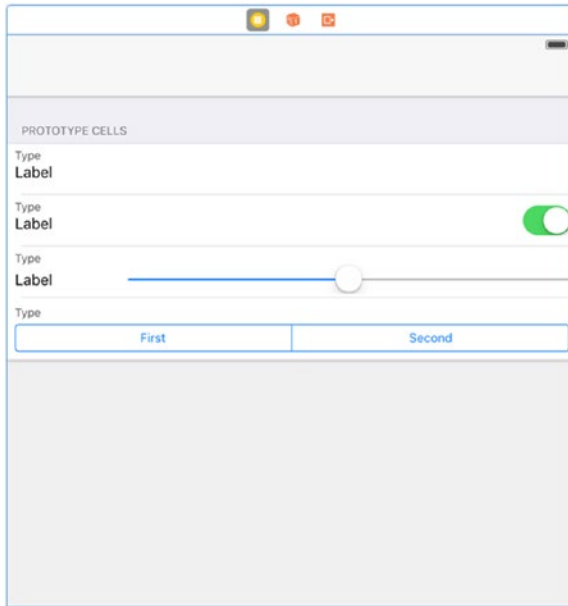 PROTOTYPE CELLS
Type
Label
Type
Label
Type
Label
Type
First Second